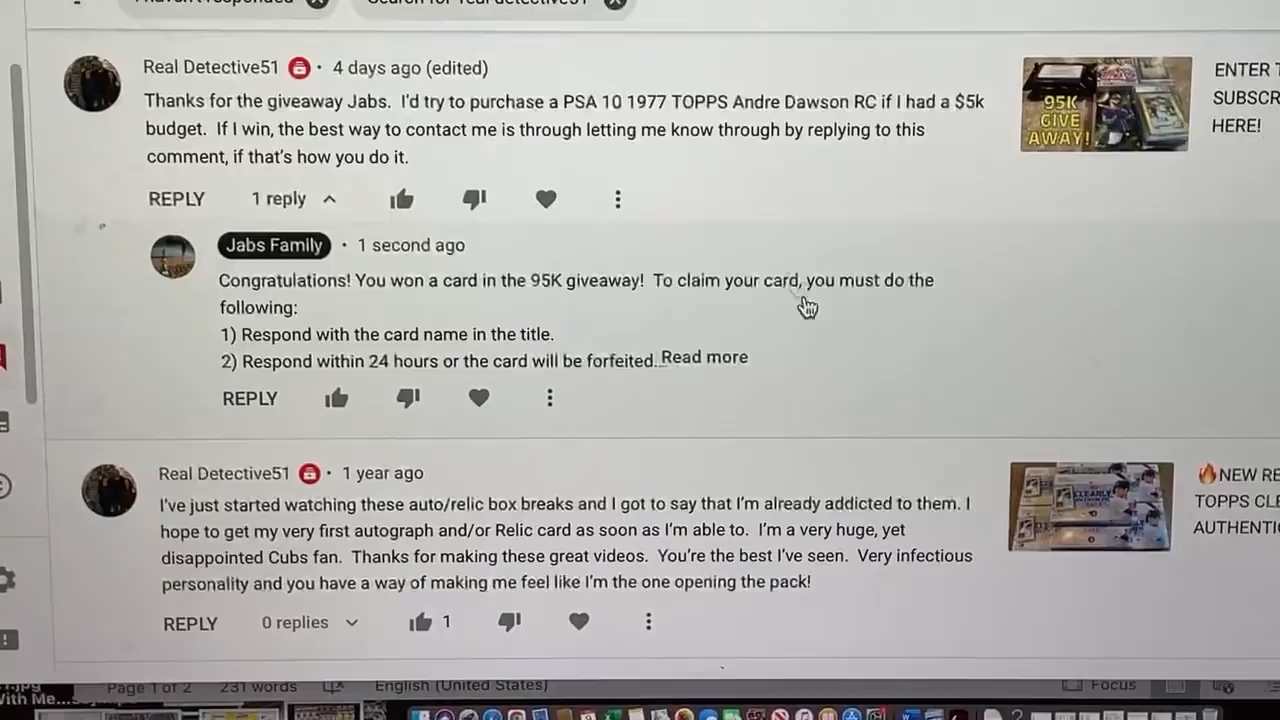 Real Detective51 • 4 days ago (edited)
Thanks for the giveaway Jabs. I'd try to purchase a PSA 10 1977 TOPPS Andre Dawson RC if I had a $5k
budget. If I win, the best way to contact me is through letting me know through by replying to this
comment, if that's how you do it.
REPLY 1 reply
95K
GIVE
AWAY!
ENTER T
SUBSCR
HERE!
Jabs Family • 1 second ago
Congratulations! You won a card in the 95K giveaway! To claim your card, you must do the
following:
1) Respond with the card name in the title.
2) Respond within 24 hours or the card will be forfeited... Read more
REPLY
Real Detective51 • 1 year ago
I've just started watching these auto/relic box breaks and I got to say that I'm already addicted to them. I
hope to get my very first autograph and/or Relic card as soon as I'm able to. I'm a very huge, yet
disappointed Cubs fan. Thanks for making these great videos. You're the best I've seen. Very infectious
personality and you have a way of making me feel like I'm the one opening the pack!
REPLY 0 replies 1
CLEARLY
🔥NEW RE
TOPPS CLE
AUTHENTI
With Me...
Page 1 of 2 231 words English (United States) Focus